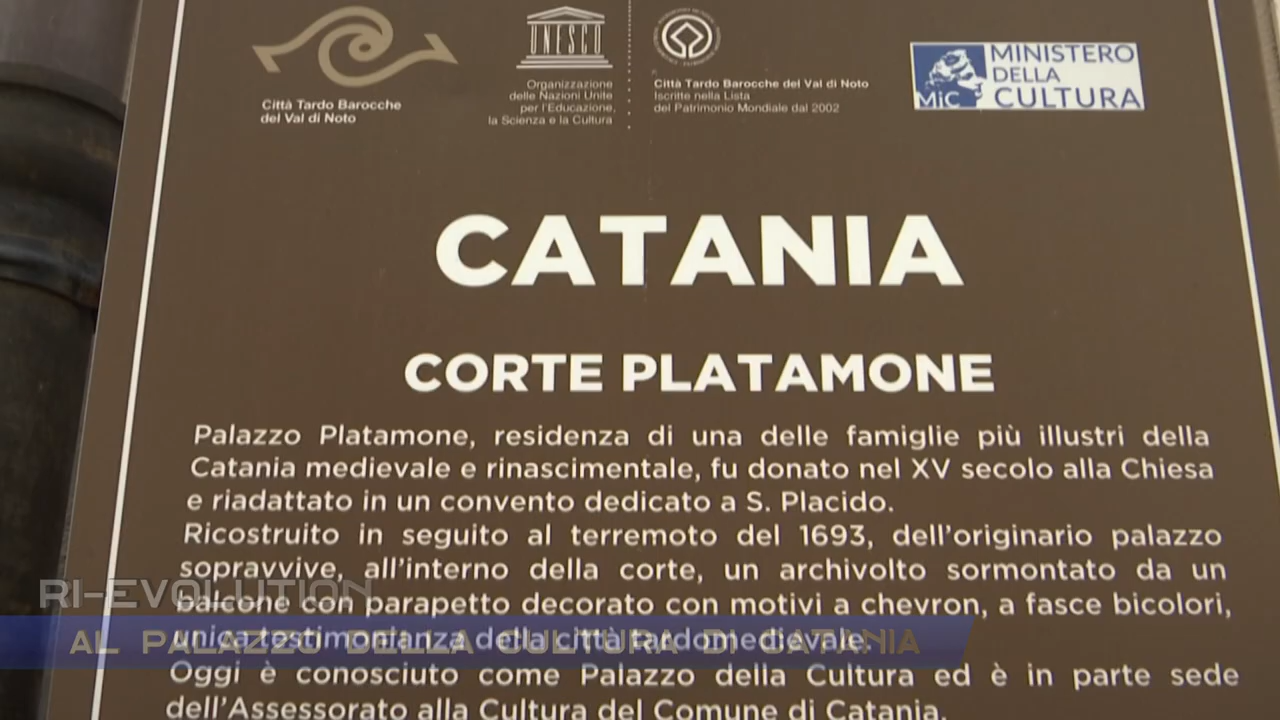 Città Tardo Barocche
del Val di Noto
UNESCO
Organizzazione
delle Nazioni Unite
per l'Educazione,
la Scienza e la Cultura
Città Tardo Barocche del Val di Noto
Iscritte nella Lista
del Patrimonio Mondiale dal 2002
MiC
MINISTERO
DELLA
CULTURA
CATANIA
CORTE PLATAMONE
Palazzo Platamone, residenza di una delle famiglie più illustri della
Catania medievale e rinascimentale, fu donato nel XV secolo alla Chiesa
e riadattato in un convento dedicato a S. Placido.
Ricostruito in seguito al terremoto del 1693, dell'originario palazzo
sopravvive, all'interno della corte, un archivolto sormontato da un
balcone con parapetto decorato con motivi a chevron, a fasce bicolori,
unica testimonianza della città tardomedievale.
Oggi è conosciuto come Palazzo della Cultura ed è in parte sede
dell'Assessorato alla Cultura del Comune di Catania.
RI-EVOLUTION
AL PALAZZO DELLA CULTURA DI CATANIA